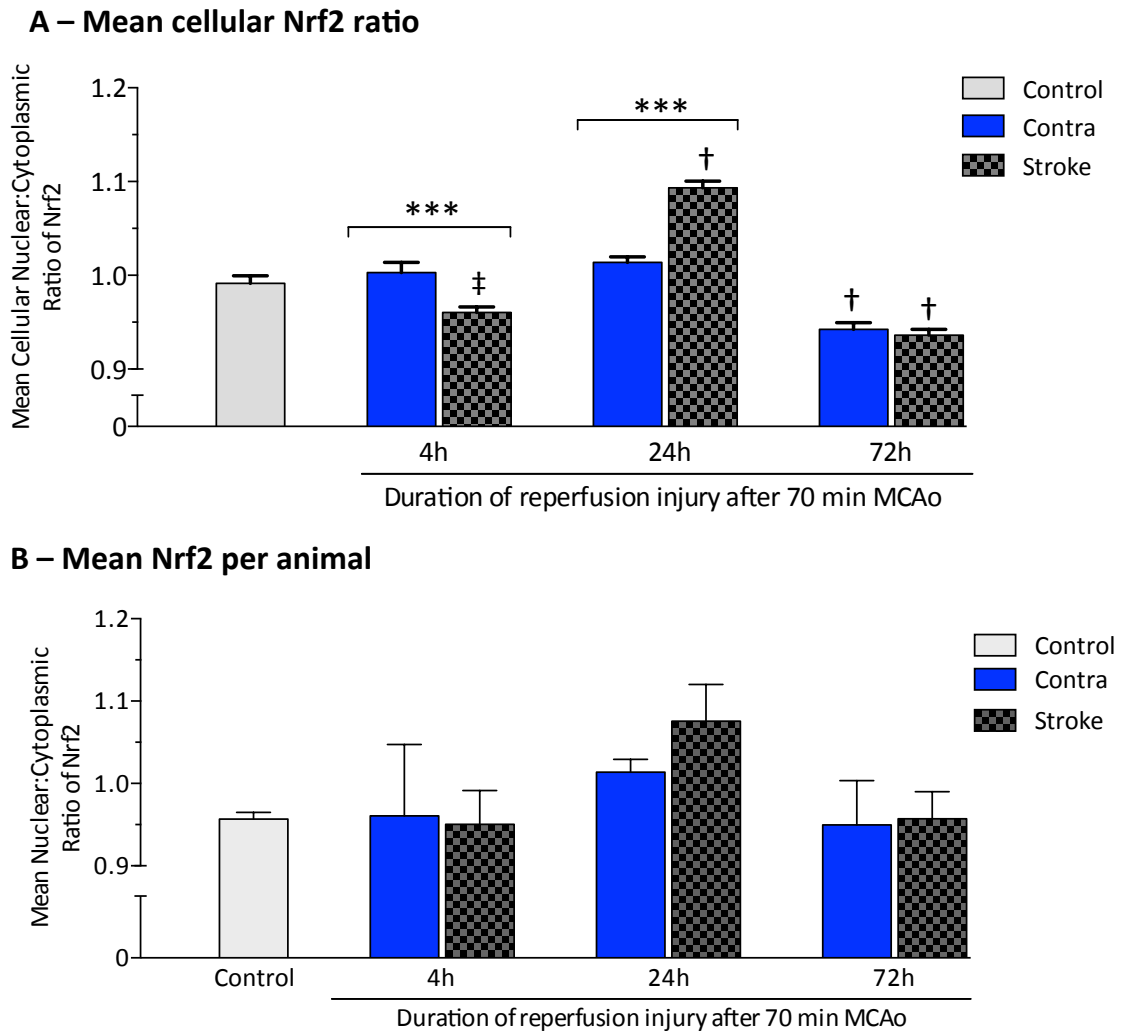 A – Mean cellular Nrf2 ratio
Mean Cellular Nuclear:Cytoplasmic
Ratio of Nrf2
1.2
1.1
1.0
0.9
0
***
‡
***
†
†
†
Control
Contra
Stroke
4h
24h
72h
Duration of reperfusion injury after 70 min MCAo
B – Mean Nrf2 per animal
Mean Nuclear:Cytoplasmic
Ratio of Nrf2
1.2
1.1
1.0
0.9
0
Control
Contra
Stroke
Control
4h
24h
72h
Duration of reperfusion injury after 70 min MCAo